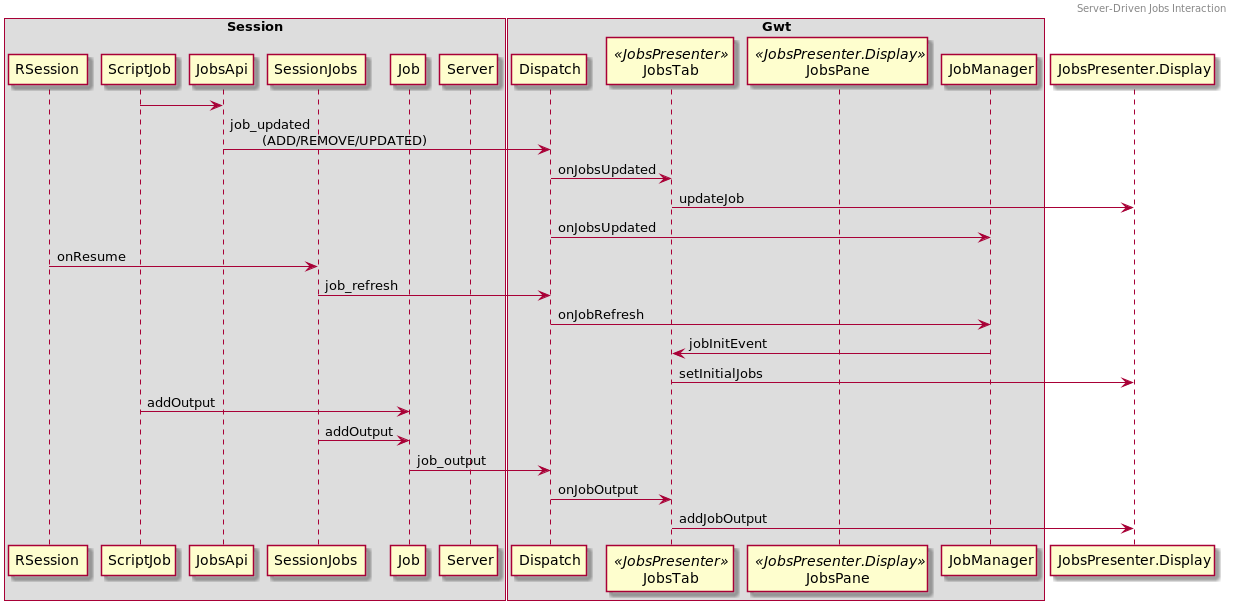 Server-Driven Jobs Interaction
Session
Gwt
RSession
ScriptJob
JobsApi
SessionJobs
Job
Server
Dispatch
«JobsPresenter»
JobsTab
«JobsPresenter.Display»
JobsPane
JobManager
JobsPresenter.Display
job_updated
(ADD/REMOVE/UPDATED)
onJobsUpdated
updateJob
onJobsUpdated
onResume
job_refresh
onJobRefresh
jobInitEvent
setInitialJobs
addOutput
addOutput
job_output
onJobOutput
addJobOutput
RSession
ScriptJob
JobsApi
SessionJobs
Job
Server
Dispatch
«JobsPresenter»
JobsTab
«JobsPresenter.Display»
JobsPane
JobManager
JobsPresenter.Display